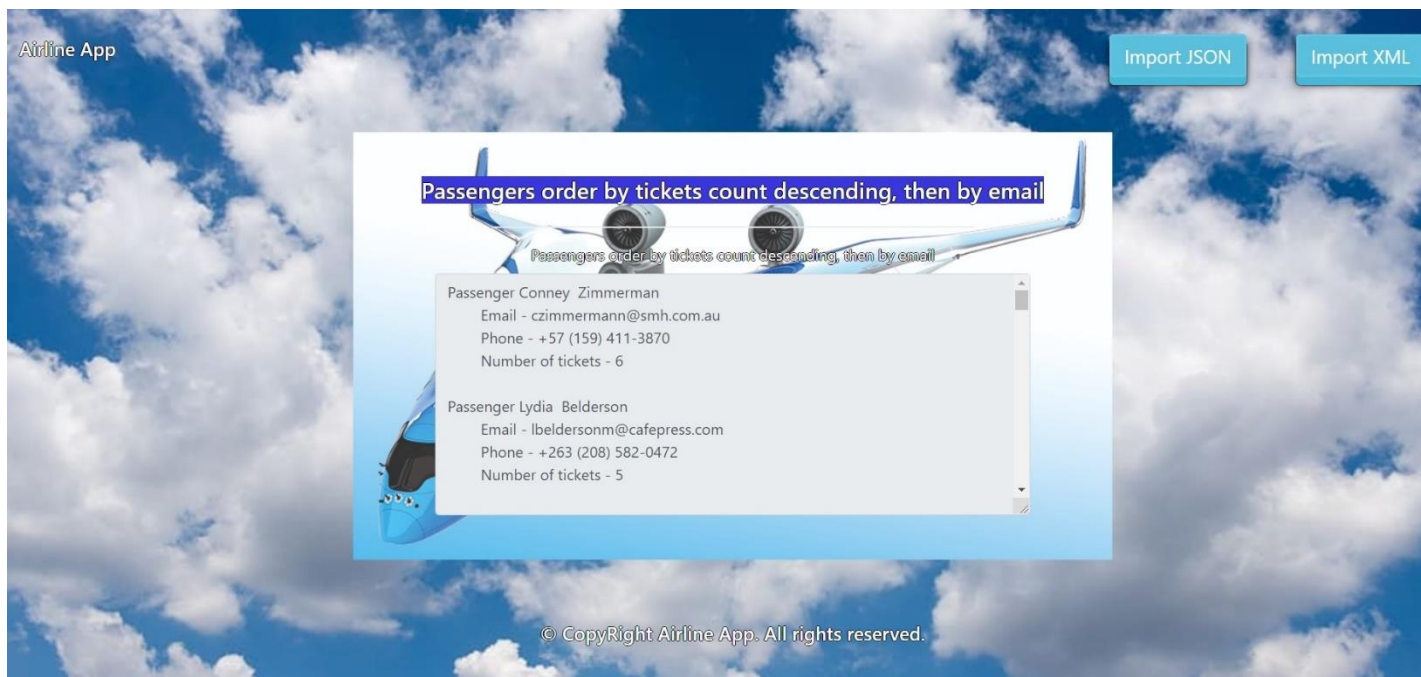 Airline App
Import JSON
Import XML
Passengers order by tickets count descending, then by email
Passengers order by tickets count descending, then by email
Passenger Conney  Zimmerman
Email - czimmermann@smh.com.au
Phone - +57 (159) 411-3870
Number of tickets - 6
Passenger Lydia  Belderson
Email - lbeldersonm@cafepress.com
Phone - +263 (208) 582-0472
Number of tickets - 5
© CopyRight Airline App. All rights reserved.